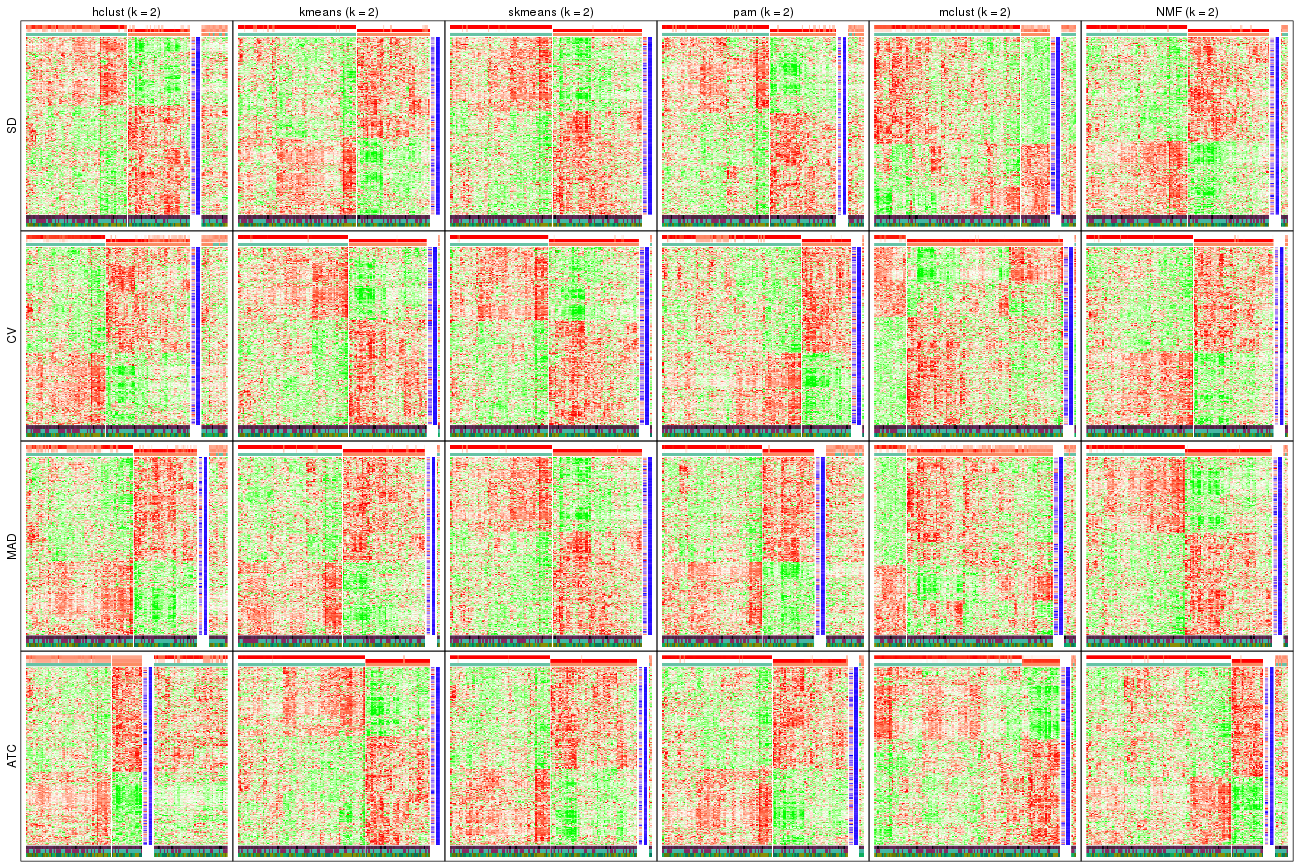 hclust (k = 2) kmeans (k = 2) skmeans (k = 2) pam (k = 2) mclust (k = 2) NMF (k = 2)
SD
CV
MAD
ATC